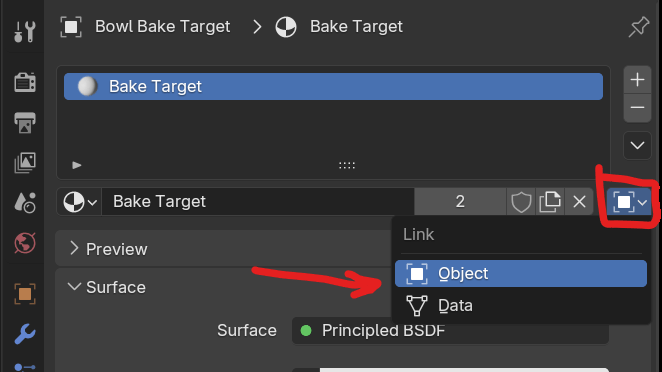 Bowl Bake Target > Bake Target
Bake Target
Bake Target 2
Link
Preview
Object
Surface
Data
Surface Principled BSDF